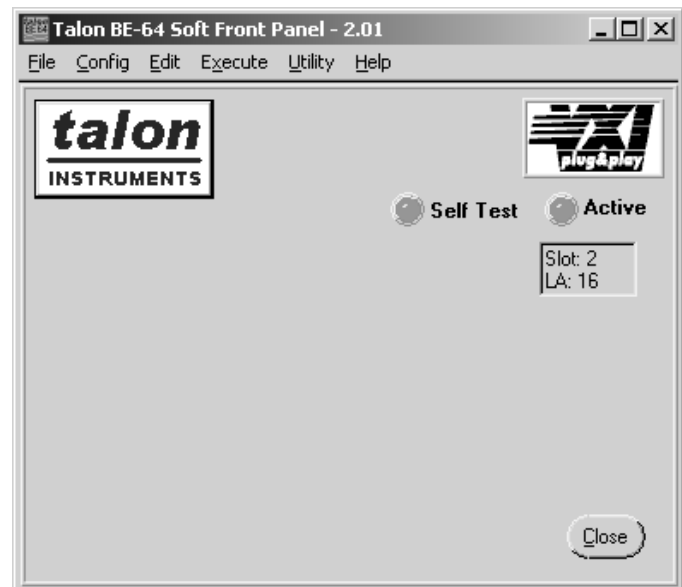 Talon BE-64 Soft Front Panel - 2.01
File Config Edit Execute Utility Help
talon
INSTRUMENTS
VXI
plug&play
Self Test
Active
Slot: 2
LA: 16
Close